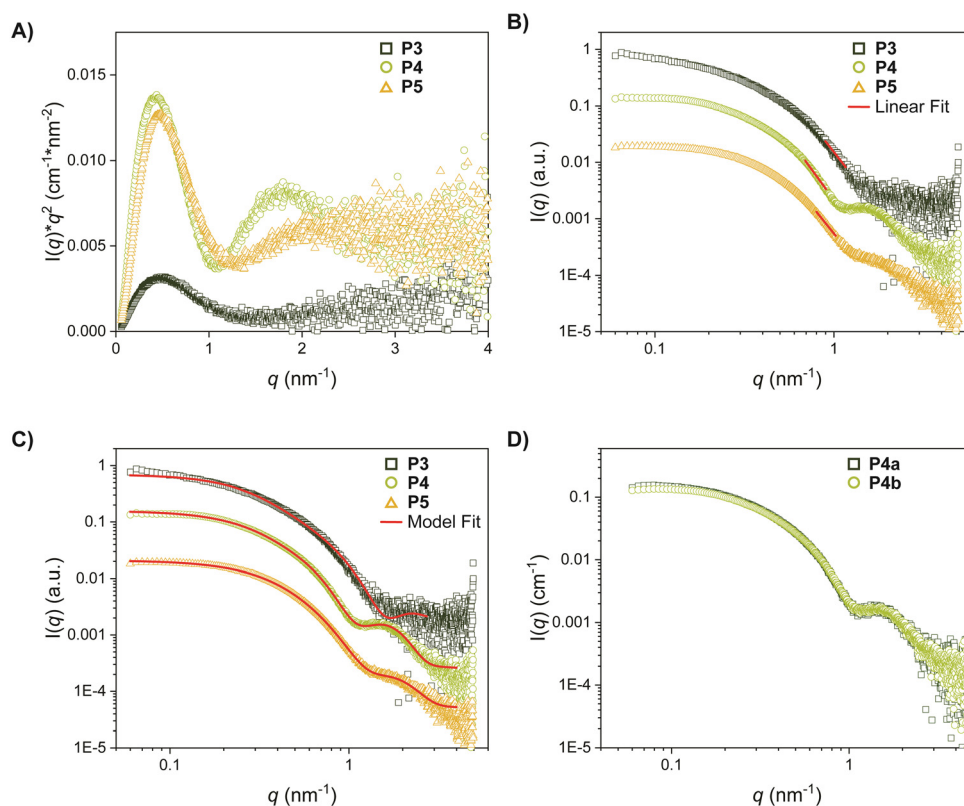 A)
P3
P4
P5
0.015
0.010
0.005
0.000
I(q)*q² (cm⁻¹*nm⁻²)
0
1
2
3
4
q (nm⁻¹)
B)
P3
P4
P5
Linear Fit
1
0.1
0.01
0.001
1E-4
1E-5
I(q) (a.u.)
0.1
1
q (nm⁻¹)
C)
P3
P4
P5
Model Fit
1
0.1
0.01
0.001
1E-4
1E-5
I(q) (a.u.)
0.1
1
q (nm⁻¹)
D)
P4a
P4b
0.1
0.01
0.001
1E-4
1E-5
I(q) (cm⁻¹)
0.1
1
q (nm⁻¹)